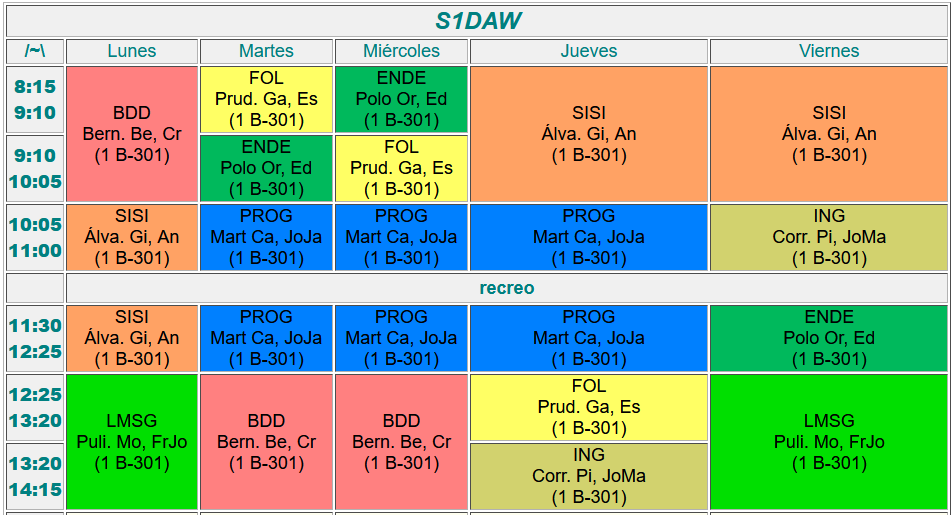 S1DAW
/~\ Lunes Martes Miércoles Jueves Viernes
8:15
9:10
BDD
Bern. Be, Cr
(1 B-301)
FOL
Prud. Ga, Es
(1 B-301)
ENDE
Polo Or, Ed
(1 B-301)
SISI
Álva. Gi, An
(1 B-301)
SISI
Álva. Gi, An
(1 B-301)
9:10
10:05
ENDE
Polo Or, Ed
(1 B-301)
FOL
Prud. Ga, Es
(1 B-301)
10:05
11:00
SISI
Álva. Gi, An
(1 B-301)
PROG
Mart Ca, JoJa
(1 B-301)
PROG
Mart Ca, JoJa
(1 B-301)
PROG
Mart Ca, JoJa
(1 B-301)
ING
Corr. Pi, JoMa
(1 B-301)
recreo
11:30
12:25
SISI
Álva. Gi, An
(1 B-301)
PROG
Mart Ca, JoJa
(1 B-301)
PROG
Mart Ca, JoJa
(1 B-301)
PROG
Mart Ca, JoJa
(1 B-301)
ENDE
Polo Or, Ed
(1 B-301)
12:25
13:20
LMSG
Puli. Mo, FrJo
(1 B-301)
BDD
Bern. Be, Cr
(1 B-301)
BDD
Bern. Be, Cr
(1 B-301)
FOL
Prud. Ga, Es
(1 B-301)
LMSG
Puli. Mo, FrJo
(1 B-301)
13:20
14:15
ING
Corr. Pi, JoMa
(1 B-301)